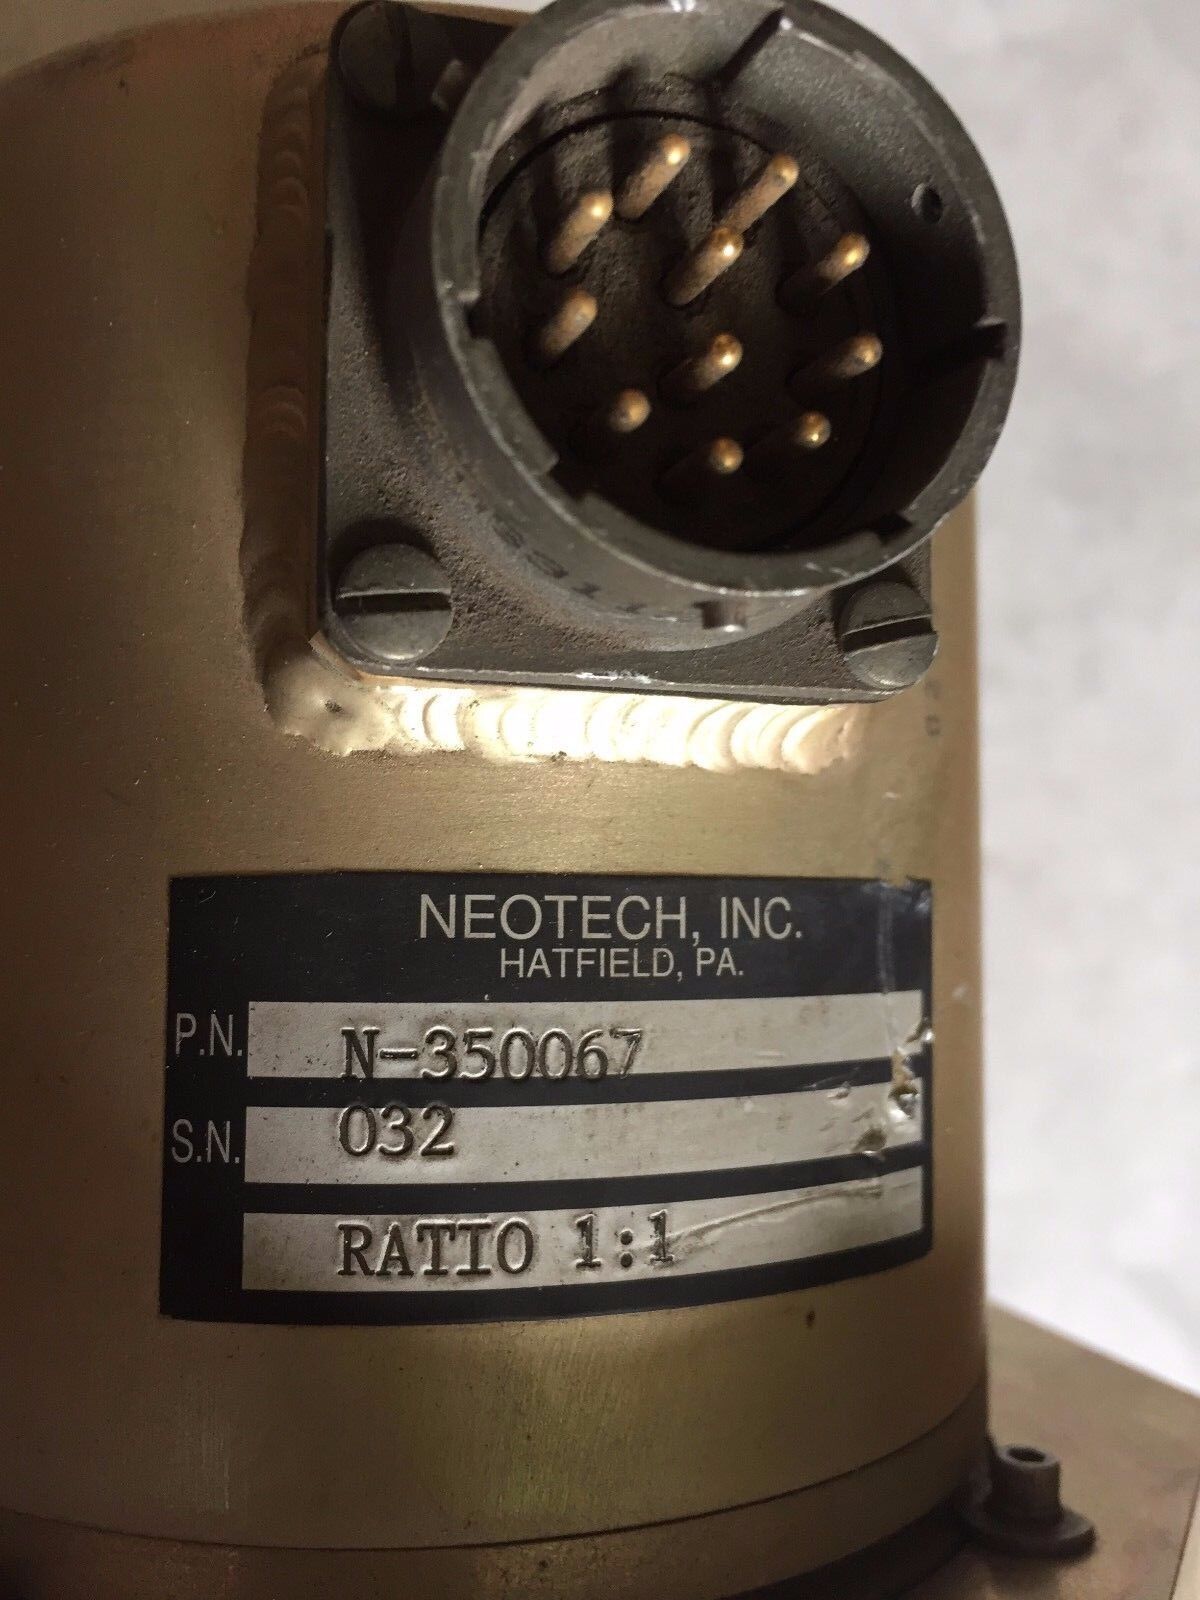 NEOTECH, INC.
HATFIELD, PA.
P.N. N-350067
S.N. 032
RATIO 1:1